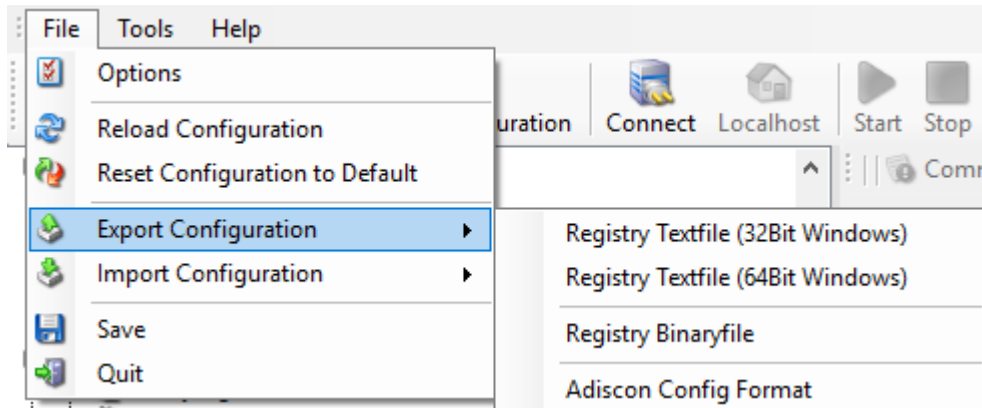 File Tools Help
Options
Reload Configuration
uration Connect Localhost Start Stop
Reset Configuration to Default
Export Configuration
Registry Textfile (32Bit Windows)
Import Configuration
Registry Textfile (64Bit Windows)
Save
Registry Binaryfile
Quit
Adiscon Config Format